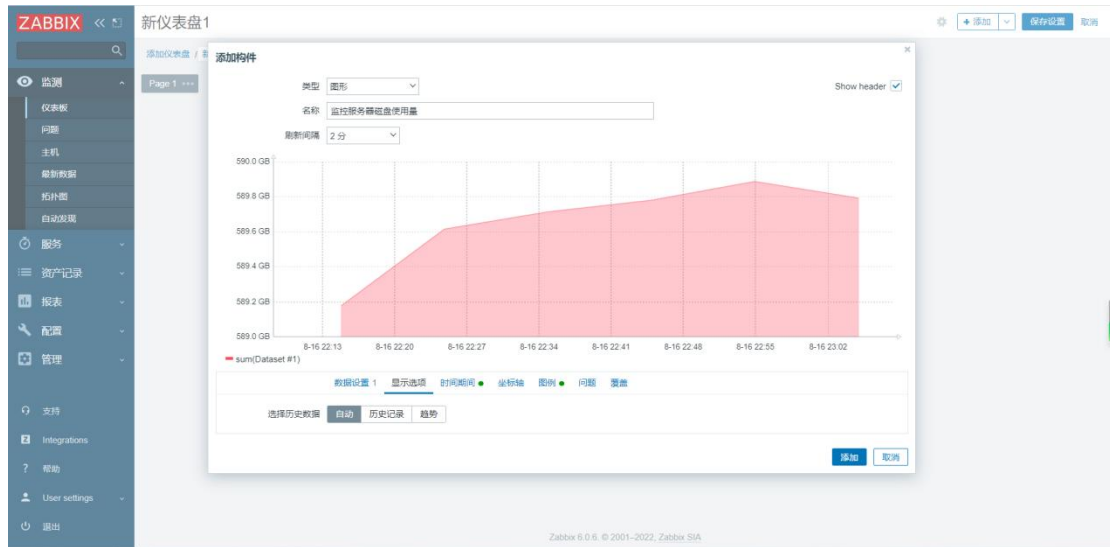 ZABBIX
新仪表盘1
+ 添加
保存设置
取消
添加仪表盘 /
Page 1
监测
仪表板
问题
主机
最新数据
拓扑图
自动发现
服务
资产记录
报表
配置
管理
支持
Integrations
帮助
User settings
退出
添加构件
类型 图形
Show header
名称 监控服务器磁盘使用量
刷新间隔 2 分
590.0 GB
589.8 GB
589.6 GB
589.4 GB
589.2 GB
589.0 GB
8-16 22:13 8-16 22:20 8-16 22:27 8-16 22:34 8-16 22:41 8-16 22:48 8-16 22:55 8-16 23:02
sum(Dataset #1)
数据设置 1 显示选项 时间期间 坐标轴 图例 问题 覆盖
选择历史数据 自动 历史记录 趋势
添加 取消
Zabbix 6.0.6. © 2001–2022, Zabbix SIA